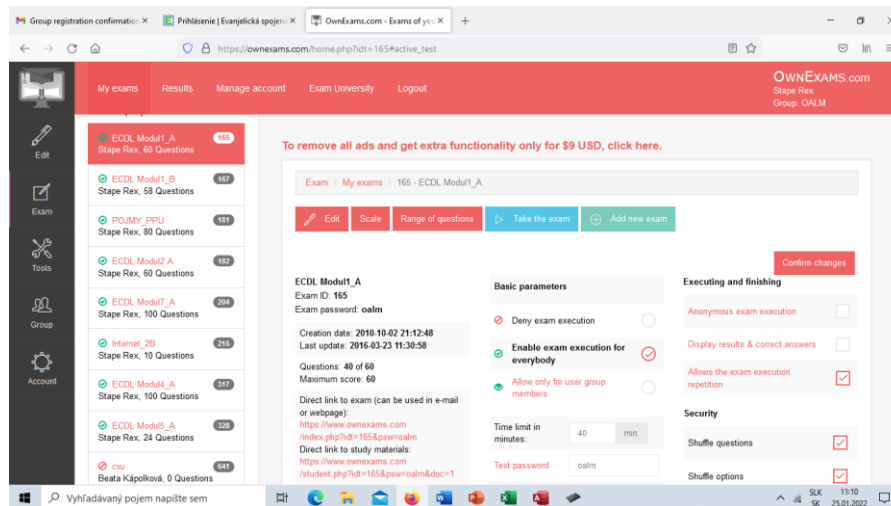 Group registration confirmation
Prihlásenie | Evanjelická spojenc
OwnExams.com - Exams of you
https://ownexams.com/home.php?idt=165#active_test
My exams
Results
Manage account
Exam University
Logout
OWNEXAMS.com
Stape Rex
Group: OALM
Edit
Exam
Tools
Group
Account
ECDL Modul1_A
165
Stape Rex, 60 Questions
ECDL Modul1_B
167
Stape Rex, 58 Questions
POJMY_PPU
181
Stape Rex, 80 Questions
ECDL Modul2 A
182
Stape Rex, 60 Questions
ECDL Modul7_A
204
Stape Rex, 100 Questions
Internet_2B
215
Stape Rex, 10 Questions
ECDL Modul4_A
317
Stape Rex, 100 Questions
ECDL Modul5_A
328
Stape Rex, 24 Questions
cvu
641
Beata Kápolková, 0 Questions
To remove all ads and get extra functionality only for $9 USD, click here.
Exam / My exams / 165 - ECDL Modul1_A
Edit
Scale
Range of questions
Take the exam
Add new exam
Confirm changes
ECDL Modul1_A
Exam ID: 165
Exam password: oalm
Creation date: 2010-10-02 21:12:48
Last update: 2016-03-23 11:30:58
Questions: 40 of 60
Maximum score: 60
Direct link to exam (can be used in e-mail
or webpage):
https://www.ownexams.com
/index.php?idt=165&psw=oalm
Direct link to study materials:
https://www.ownexams.com
/student.php?idt=165&psw=oalm&doc=1
Basic parameters
Deny exam execution
Enable exam execution for
everybody
Allow only for user group
members
Time limit in
minutes:
40
min.
Test password
oalm
Executing and finishing
Anonymous exam execution
Display results & correct answers
Allows the exam execution
repetition
Security
Shuffle questions
Shuffle options
Vyhľadávaný pojem napíšte sem
SLK
SK
11:10
25.01.2022